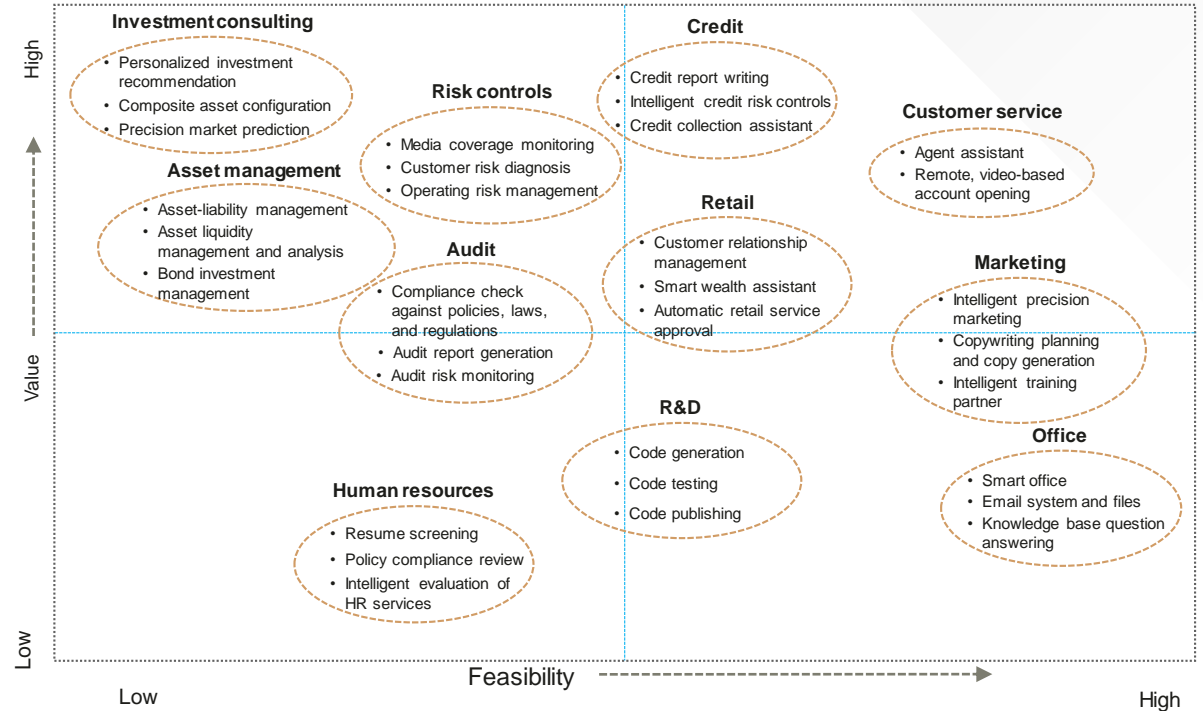 Investment consulting
• Personalized investment
recommendation
• Composite asset configuration
• Precision market prediction
Risk controls
• Media coverage monitoring
• Customer risk diagnosis
• Operating risk management
Credit
• Credit report writing
• Intelligent credit risk controls
• Credit collection assistant
Customer service
• Agent assistant
• Remote, video-based
account opening
Asset management
• Asset-liability management
• Asset liquidity
management and analysis
• Bond investment
management
Audit
• Compliance check
against policies, laws,
and regulations
• Audit report generation
• Audit risk monitoring
Retail
• Customer relationship
management
• Smart wealth assistant
• Automatic retail service
approval
Marketing
• Intelligent precision
marketing
• Copywriting planning
and copy generation
• Intelligent training
partner
Human resources
• Resume screening
• Policy compliance review
• Intelligent evaluation of
HR services
R&D
• Code generation
• Code testing
• Code publishing
Office
• Smart office
• Email system and files
• Knowledge base question
answering
High
Value
Low
Low
Feasibility
High